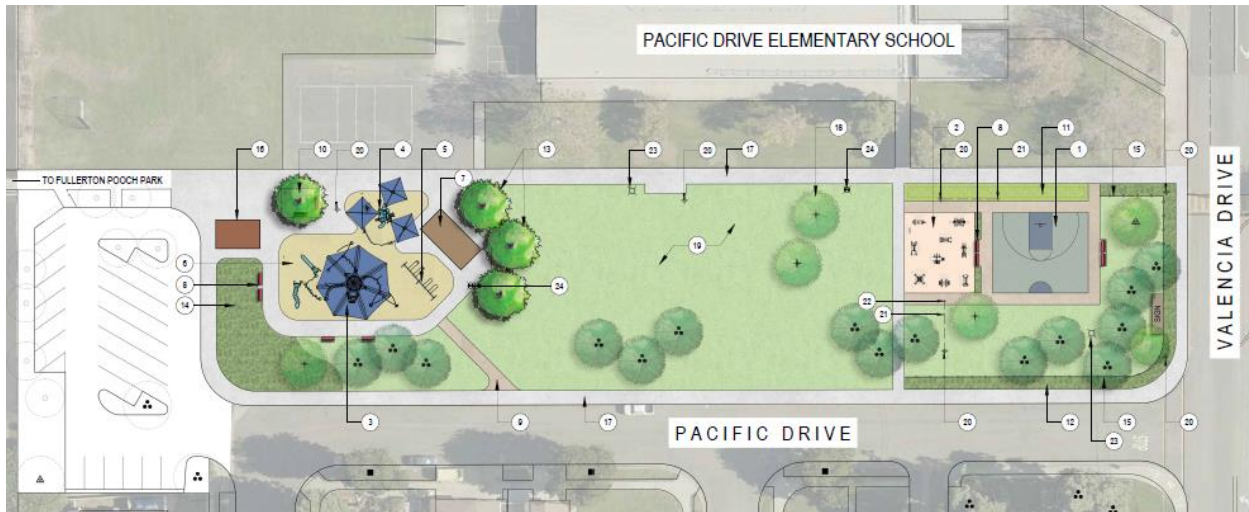 PACIFIC DRIVE ELEMENTARY SCHOOL
16 10 20 4 5 7 13 23 20 17 18 24 2 20 8 21 11 1 15 20
TO FULLERTON POOCH PARK
6
8
14
19
24
22
21
SIGN
VALENCIA DRIVE
3 9 17 20 12 15 23 20
PACIFIC DRIVE